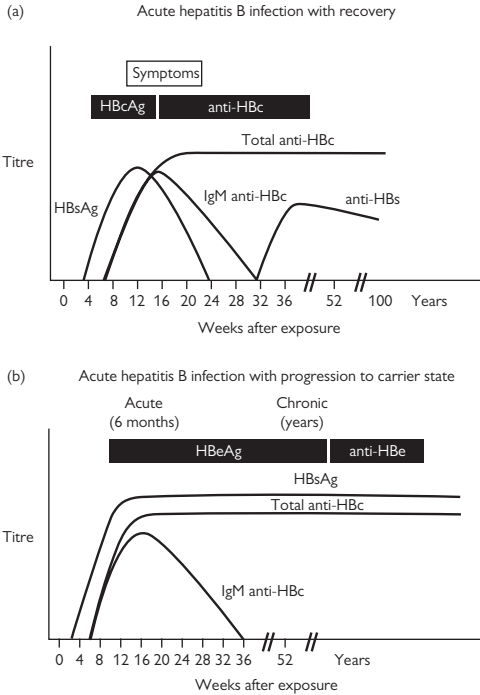 (a) Acute hepatitis B infection with recovery
Symptoms
HBcAg anti-HBc
Total anti-HBc
Titre
IgM anti-HBc
anti-HBs
HBsAg
0 4 8 12 16 20 24 28 32 36 52 100 Years
Weeks after exposure
(b) Acute hepatitis B infection with progression to carrier state
Acute
(6 months)
Chronic
(years)
HBeAg anti-HBe
HBsAg
Total anti-HBc
Titre
IgM anti-HBc
0 4 8 12 16 20 24 28 32 36 52 Years
Weeks after exposure